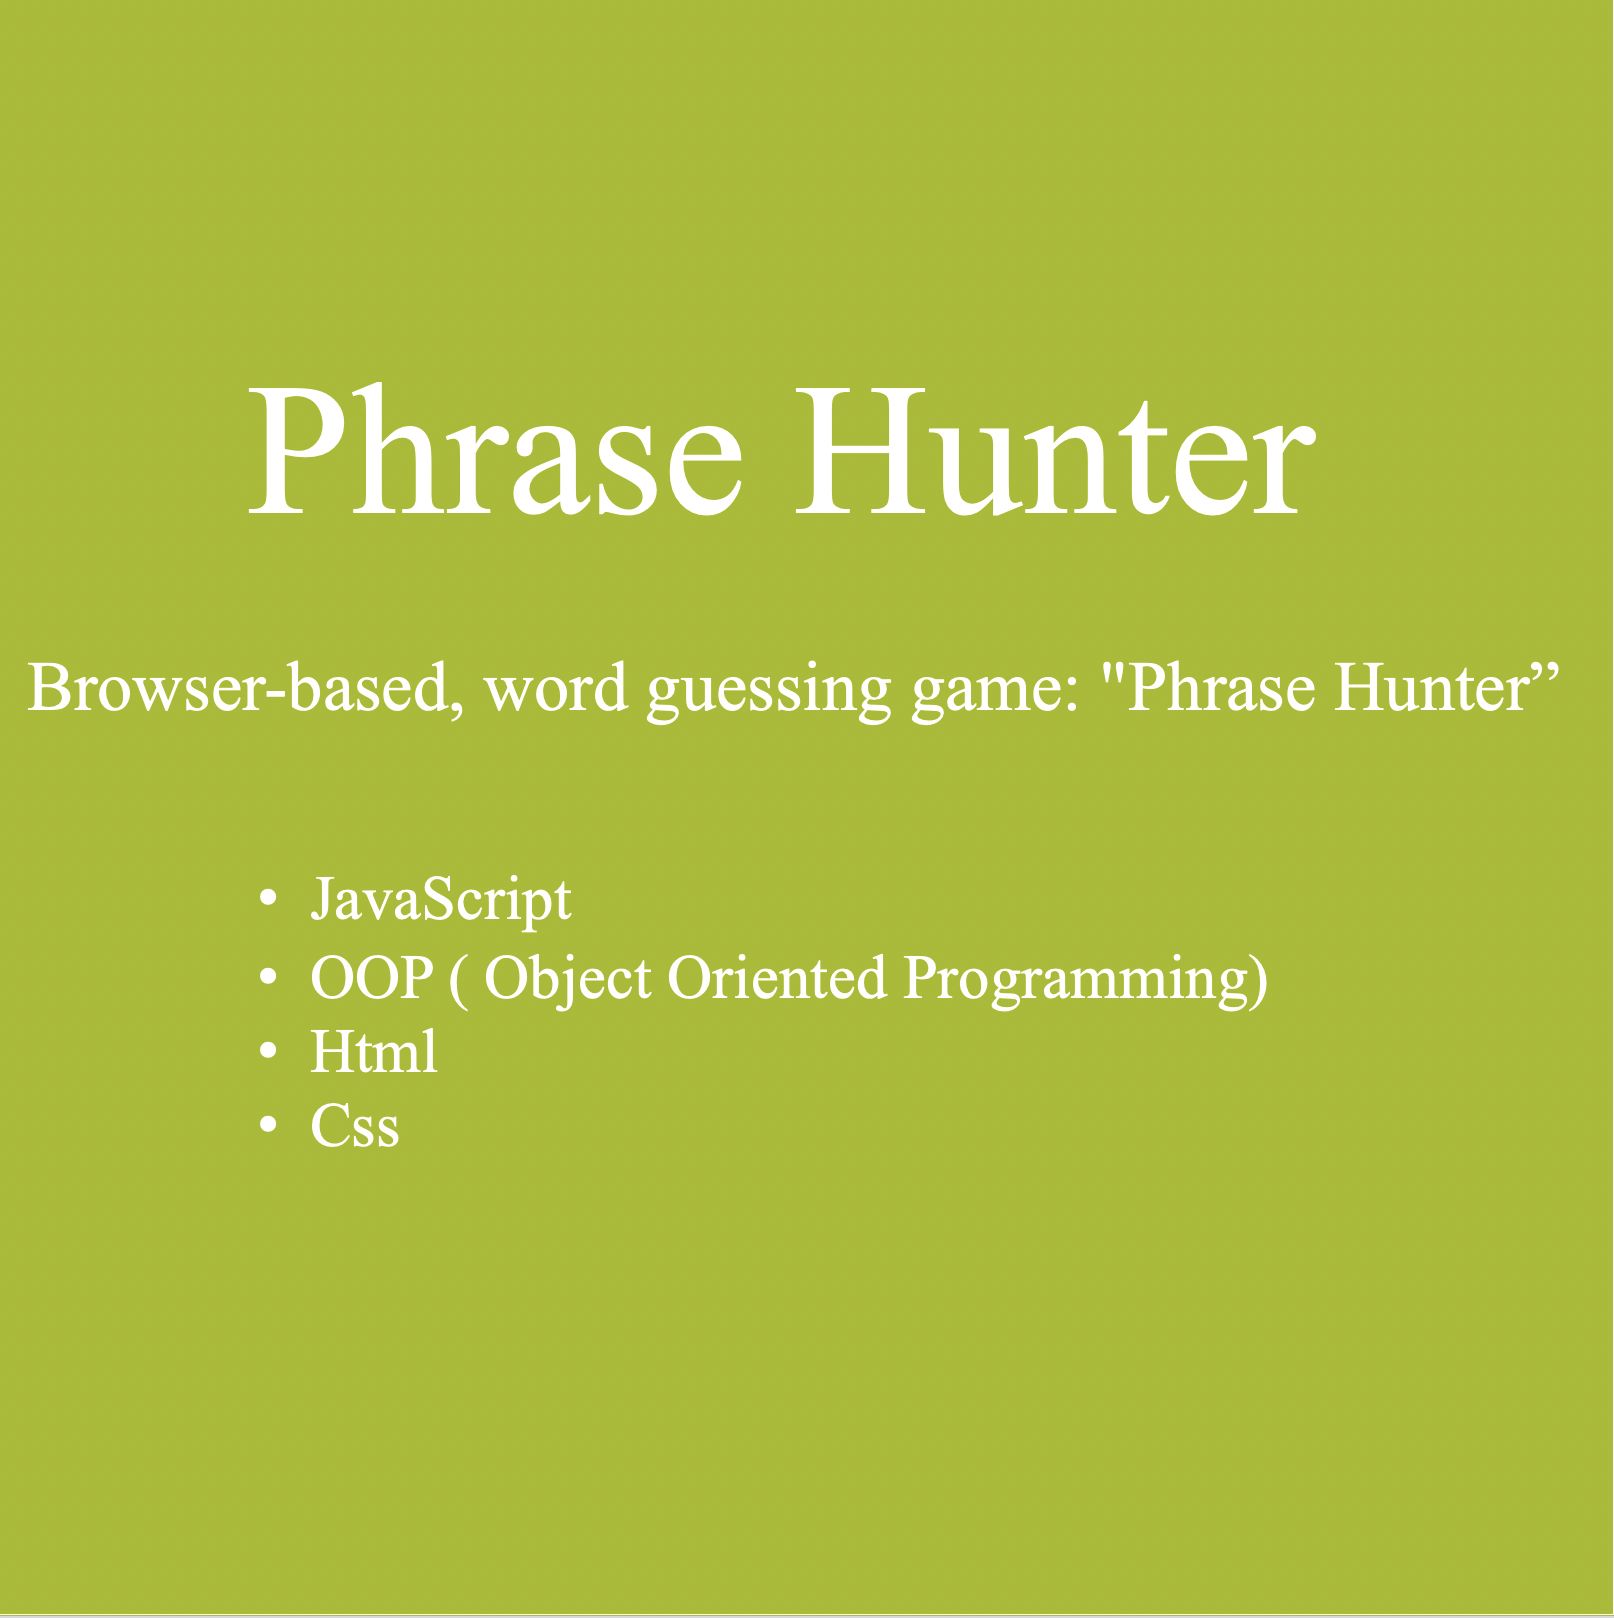 Phrase Hunter
Browser-based, word guessing game: "Phrase Hunter”
• JavaScript
• OOP ( Object Oriented Programming)
• Html
• Css